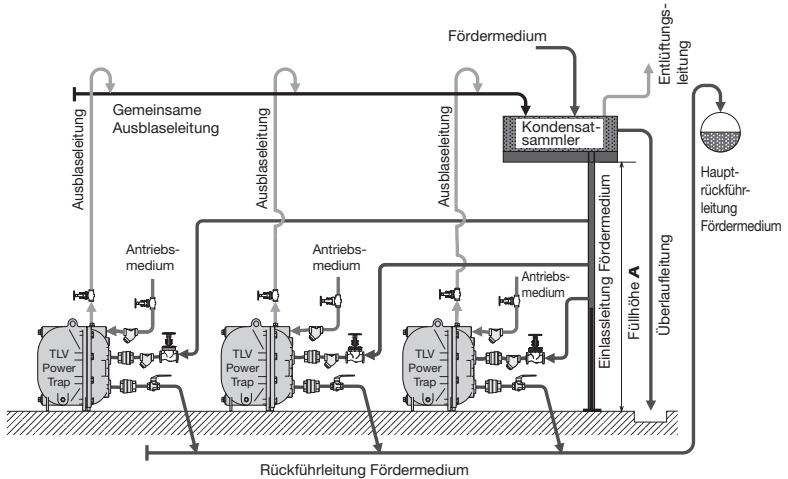 Fördermedium
Entlüftungs-
leitung
Gemeinsame
Ausblaseleitung
Kondensat-
sammler
Ausblaseleitung
Ausblaseleitung
Ausblaseleitung
Haupt-
rückführ-
leitung
Fördermedium
Antriebs-
medium
Antriebs-
medium
Antriebs-
medium
Einlassleitung Fördermedium
Füllhöhe A
Überlaufleitung
TLV
Power
Trap
TLV
Power
Trap
TLV
Power
Trap
Rückführleitung Fördermedium